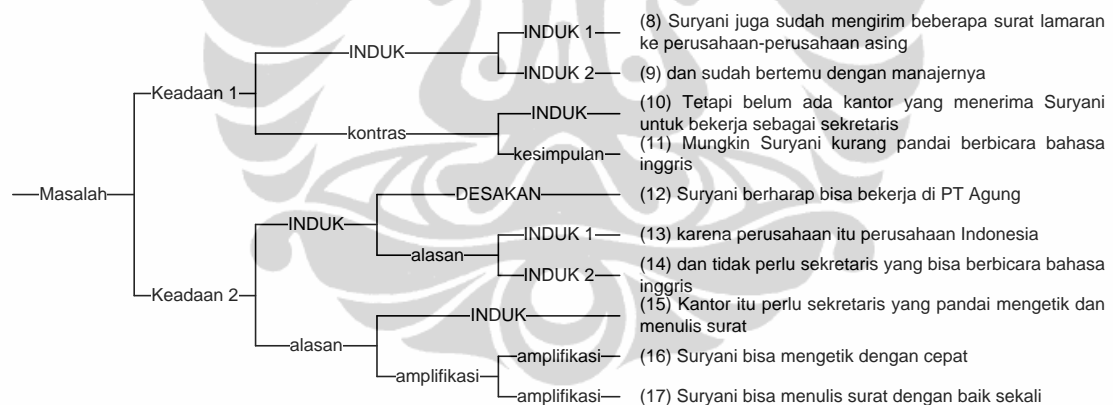 (8) Suryani juga sudah mengirim beberapa surat lamaran
ke perusahaan-perusahaan asing
INDUK 1
INDUK
INDUK 2
(9) dan sudah bertemu dengan manajernya
Keadaan 1
(10) Tetapi belum ada kantor yang menerima Suryani
untuk bekerja sebagai sekretaris
INDUK
kontras
kesimpulan
(11) Mungkin Suryani kurang pandai berbicara bahasa
inggris
Masalah
DESAKAN
(12) Suryani berharap bisa bekerja di PT Agung
INDUK
INDUK 1
(13) karena perusahaan itu perusahaan Indonesia
alasan
INDUK 2
(14) dan tidak perlu sekretaris yang bisa berbicara bahasa
inggris
Keadaan 2
INDUK
(15) Kantor itu perlu sekretaris yang pandai mengetik dan
menulis surat
alasan
amplifikasi
(16) Suryani bisa mengetik dengan cepat
amplifikasi
amplifikasi
(17) Suryani bisa menulis surat dengan baik sekali